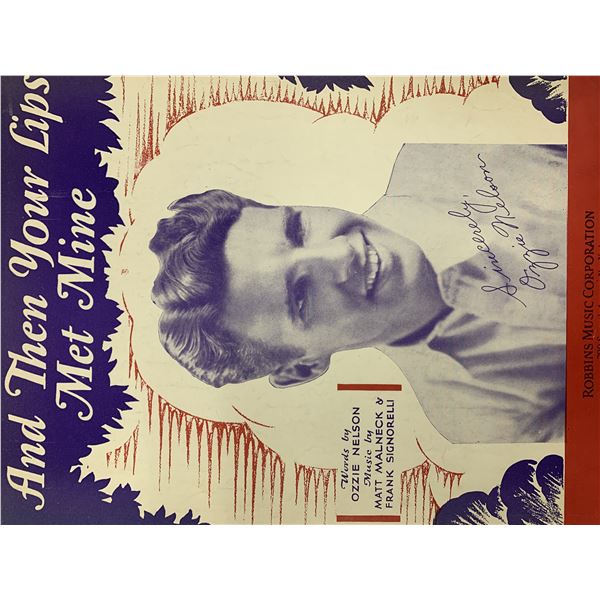 And Then Your Lips
Met Mine
Words by
OZZIE NELSON
Music by
MATT MALNECK &
FRANK SIGNORELLI
Sincerely,
Ozzie Nelson
ROBBINS MUSIC CORPORATION